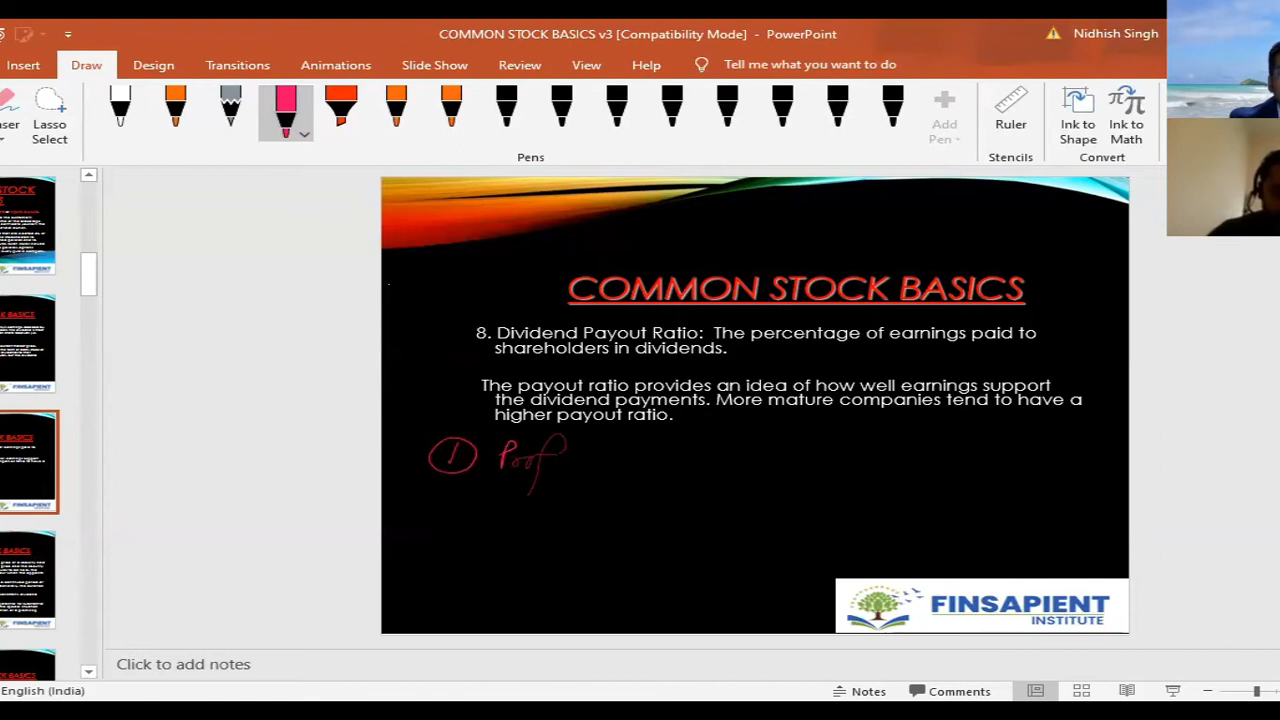 COMMON STOCK BASICS v3 [Compatibility Mode] - PowerPoint
Nidhish Singh
Insert Draw Design Transitions Animations Slide Show Review View Help Tell me what you want to do
Lasso Select
Add Pen
Ruler
Ink to Shape
Ink to Math
Pens
Stencils
Convert
COMMON STOCK BASICS
8. Dividend Payout Ratio: The percentage of earnings paid to
shareholders in dividends.
The payout ratio provides an idea of how well earnings support
the dividend payments. More mature companies tend to have a
higher payout ratio.
1 Prof
FINSAPIENT
INSTITUTE
Click to add notes
English (India)
Notes
Comments